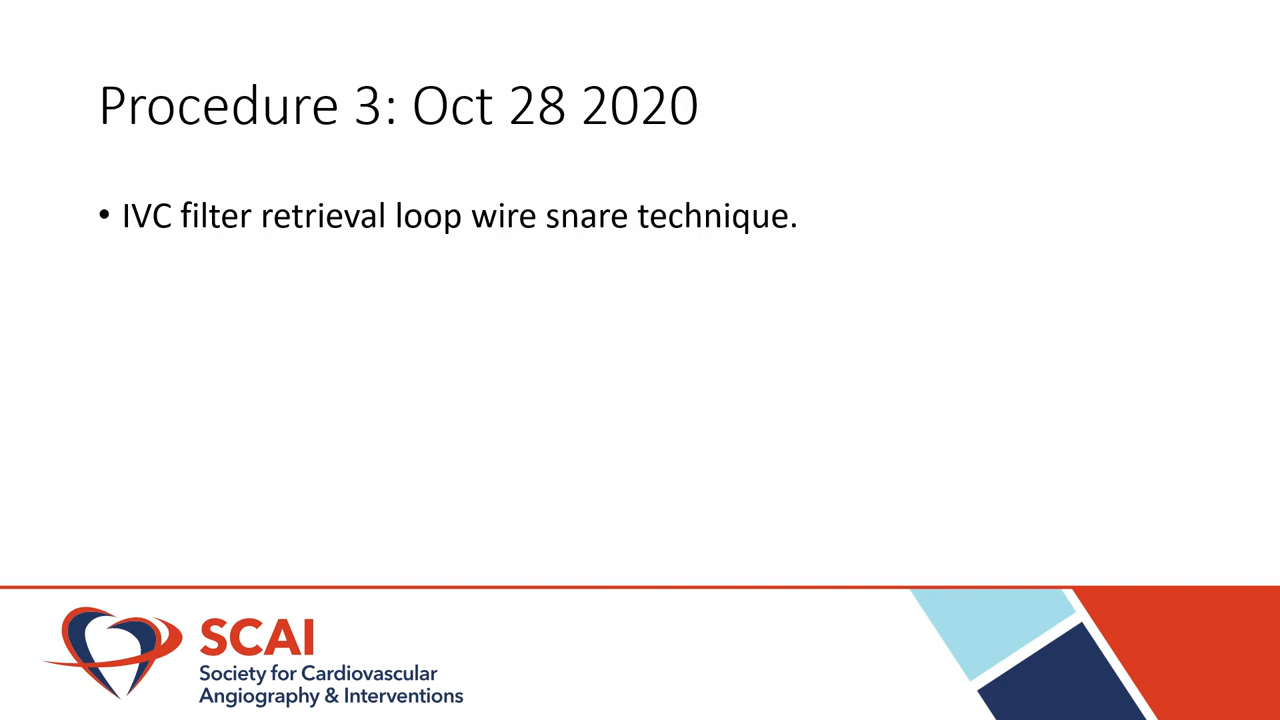 Procedure 3: Oct 28 2020
• IVC filter retrieval loop wire snare technique.
SCAI
Society for Cardiovascular
Angiography & Interventions